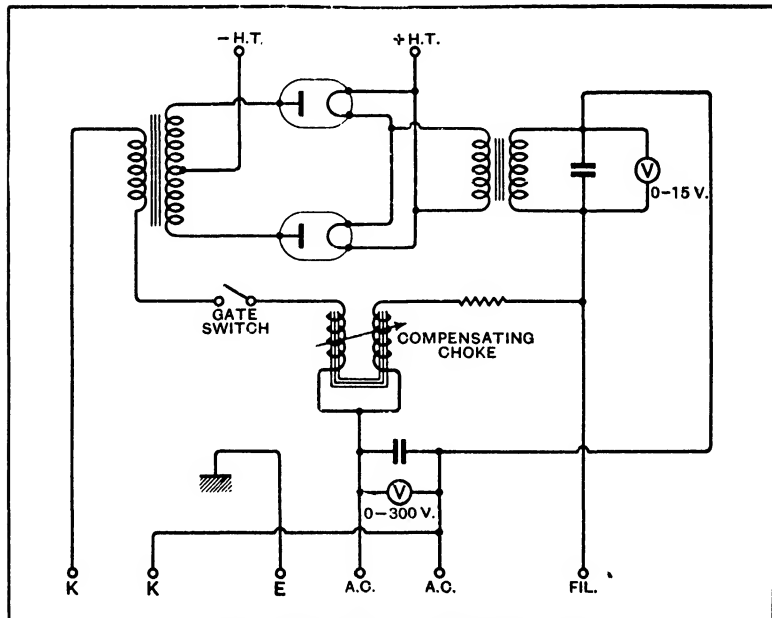 − H.T. + H.T.
V
0−15 V.
GATE
SWITCH
COMPENSATING
CHOKE
V
0−300 V.
K K E A.C. A.C. FIL.